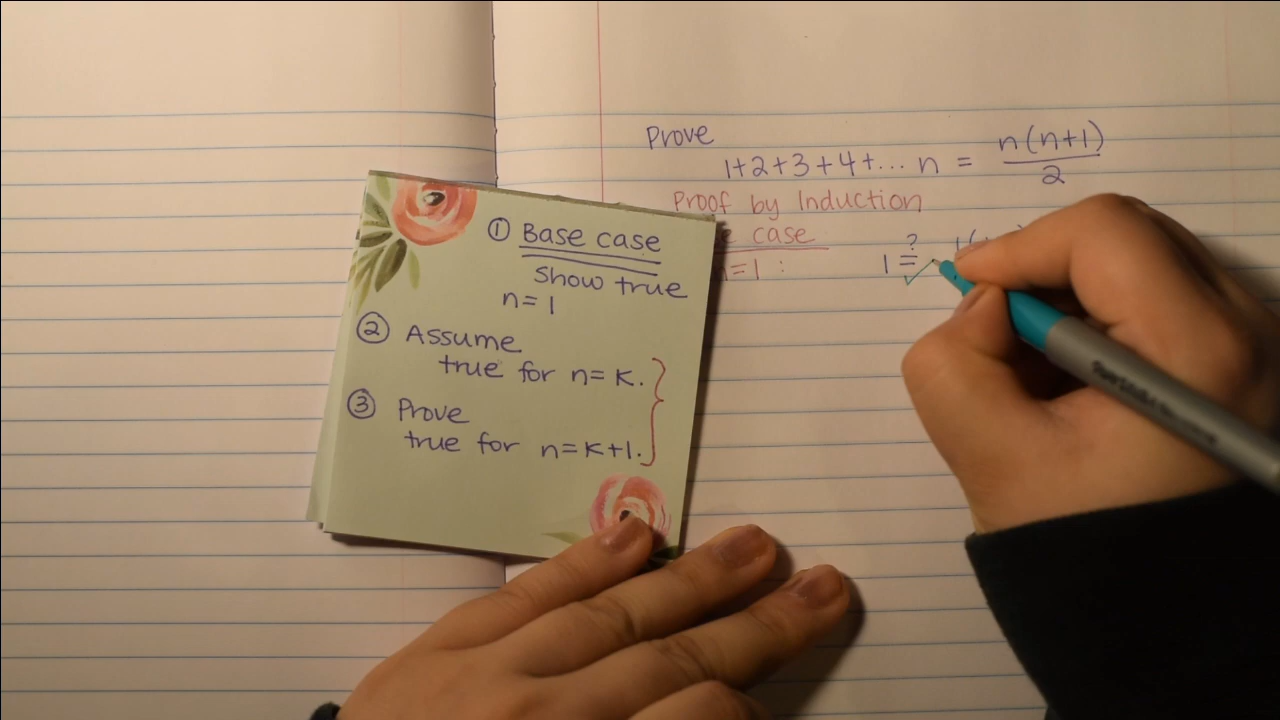 Prove
1+2+3+4+... n = n(n+1)/2
Proof by Induction
case
n=1 :
1 ?= 1(
① Base case
Show true
n=1
② Assume
true for n=k.
③ Prove
true for n=k+1.